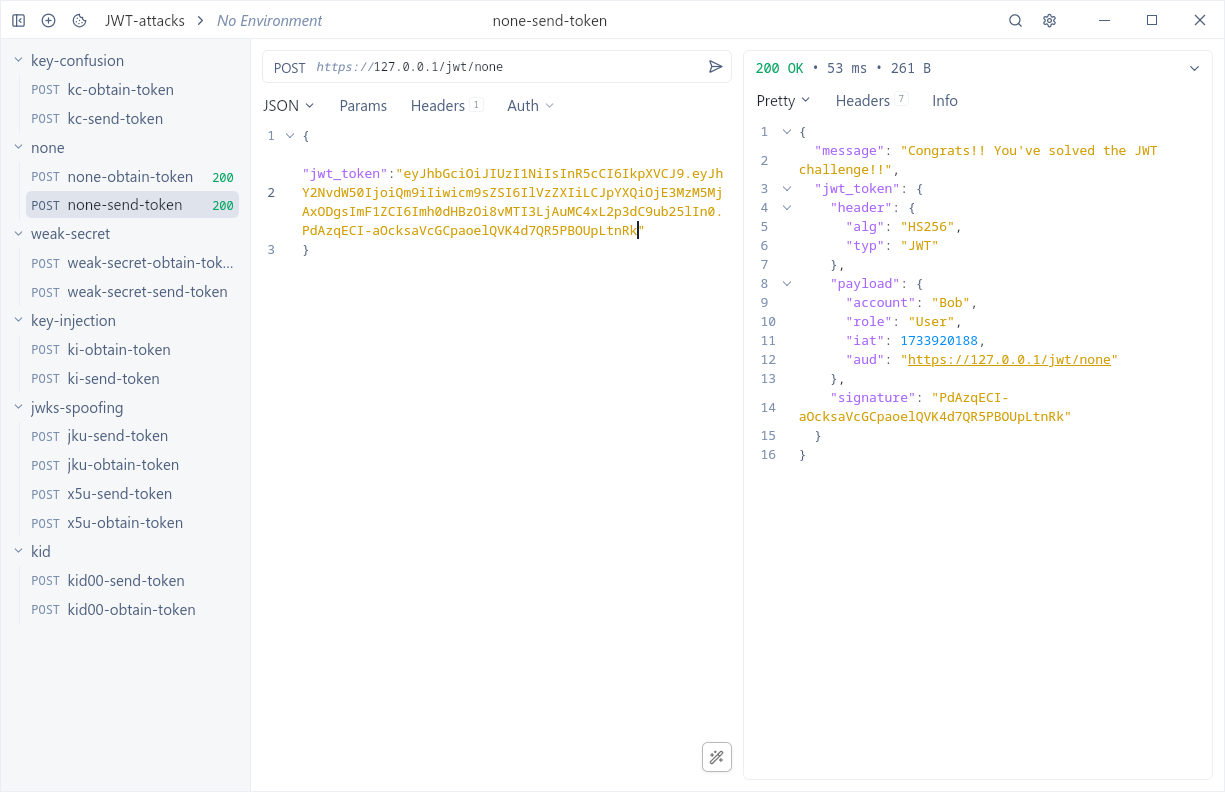 JWT-attacks > No Environment
none-send-token
key-confusion
POST kc-obtain-token
POST kc-send-token
none
POST none-obtain-token 200
POST none-send-token 200
weak-secret
POST weak-secret-obtain-tok...
POST weak-secret-send-token
key-injection
POST ki-obtain-token
POST ki-send-token
jwks-spoofing
POST jku-send-token
POST jku-obtain-token
POST x5u-send-token
POST x5u-obtain-token
kid
POST kid00-send-token
POST kid00-obtain-token
POST https://127.0.0.1/jwt/none
JSON Params Headers 1 Auth
1 {
"jwt_token":"eyJhbGciOiJIUzI1NiIsInR5cCI6IkpXVCJ9.eyJh
2 Y2NvdW50IjoiQm9iIiwicm9sZSI6IlVzZXIiLCJpYXQiOjE3MzM5Mj
AxODgsImF1ZCI6Imh0dHBzOi8vMTI3LjAuMC4xL2p3dC9ub25lIn0.
PdAzqECI-aOcksaVcGCpaoelQVK4d7QR5PBOUpLtnRk"
3 }
200 OK • 53 ms • 261 B
Pretty Headers 7 Info
1 {
"message": "Congrats!! You've solved the JWT
2 challenge!!",
3 "jwt_token": {
4 "header": {
5 "alg": "HS256",
6 "typ": "JWT"
7 },
8 "payload": {
9 "account": "Bob",
10 "role": "User",
11 "iat": 1733920188,
12 "aud": "https://127.0.0.1/jwt/none"
13 },
"signature": "PdAzqECI-
14 aOcksaVcGCpaoelQVK4d7QR5PBOUpLtnRk"
15 }
16 }